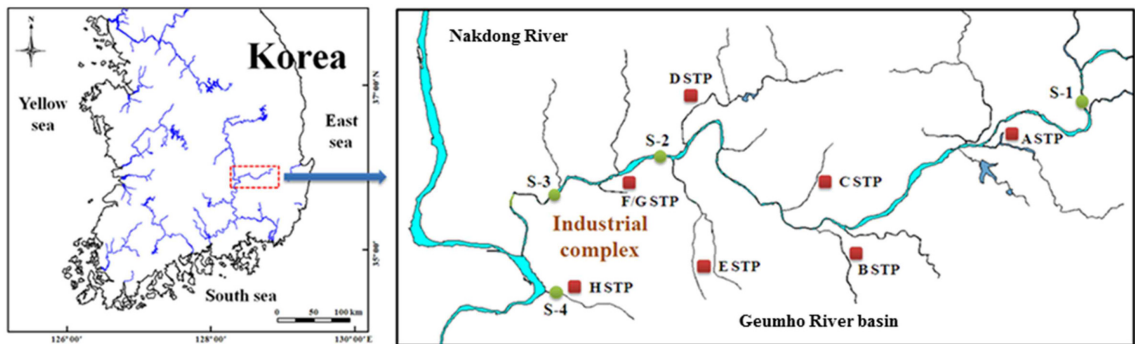 N
Korea
Yellow
sea
East
sea
South sea
37°00' N
35°00'
0 50 100 km
126°00'
128°00'
130°00' E
Nakdong River
D STP
S-1
A STP
S-2
C STP
S-3
F/G STP
Industrial
complex
E STP
B STP
H STP
S-4
Geumho River basin